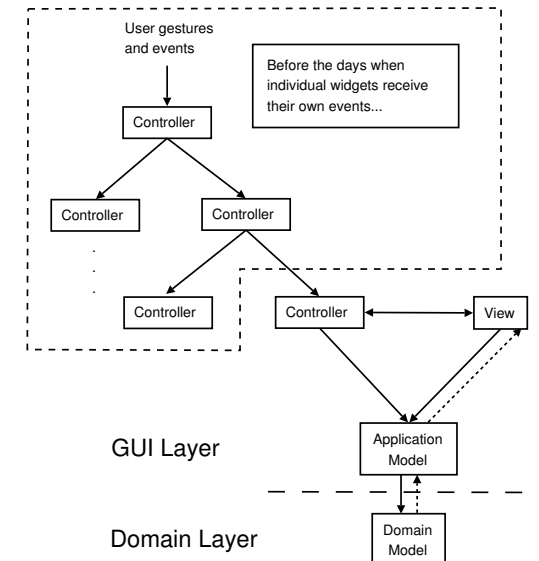 User gestures
and events
Before the days when
individual widgets receive
their own events...
Controller
Controller
Controller
Controller
Controller
View
Application
Model
GUI Layer
Domain Layer
Domain
Model